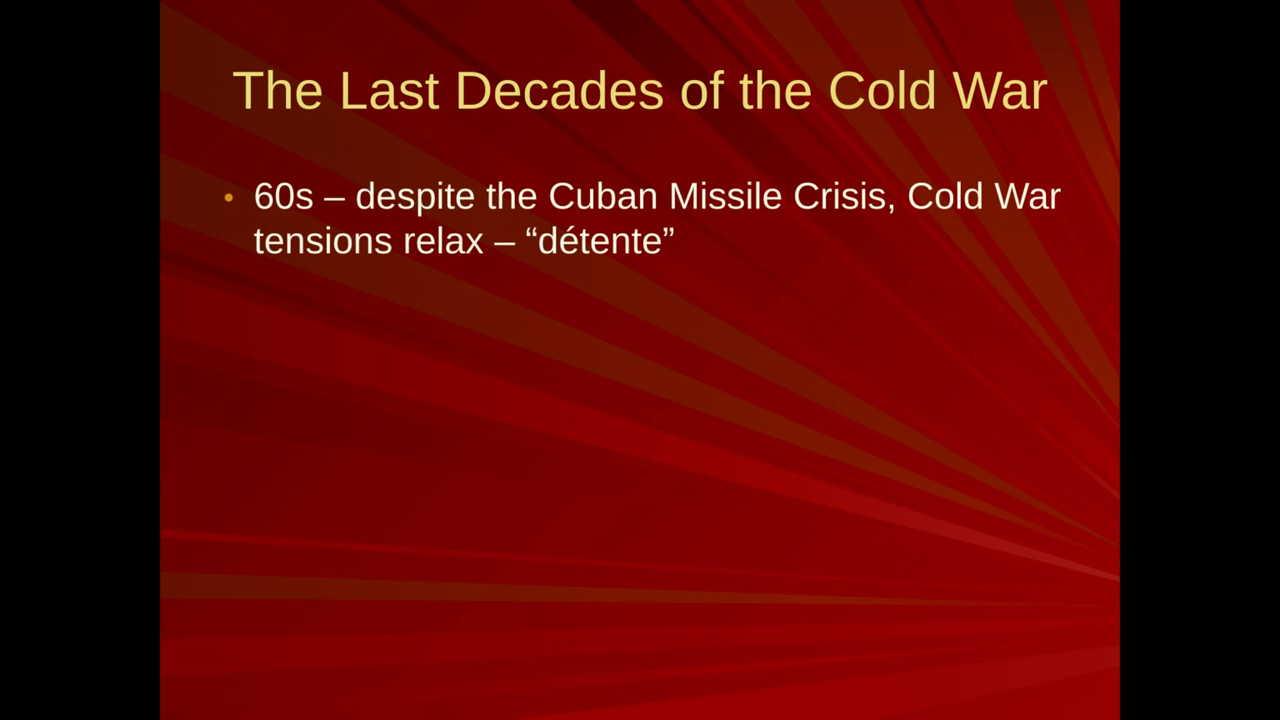 The Last Decades of the Cold War
• 60s – despite the Cuban Missile Crisis, Cold War
tensions relax – “détente”